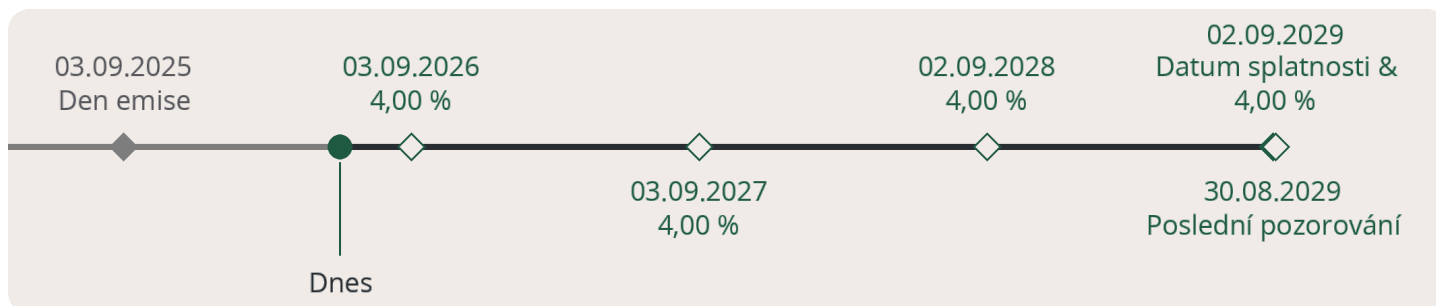 03.09.2025
Den emise
03.09.2026
4,00 %
03.09.2027
4,00 %
02.09.2028
4,00 %
02.09.2029
Datum splatnosti &
4,00 %
30.08.2029
Poslední pozorování
Dnes